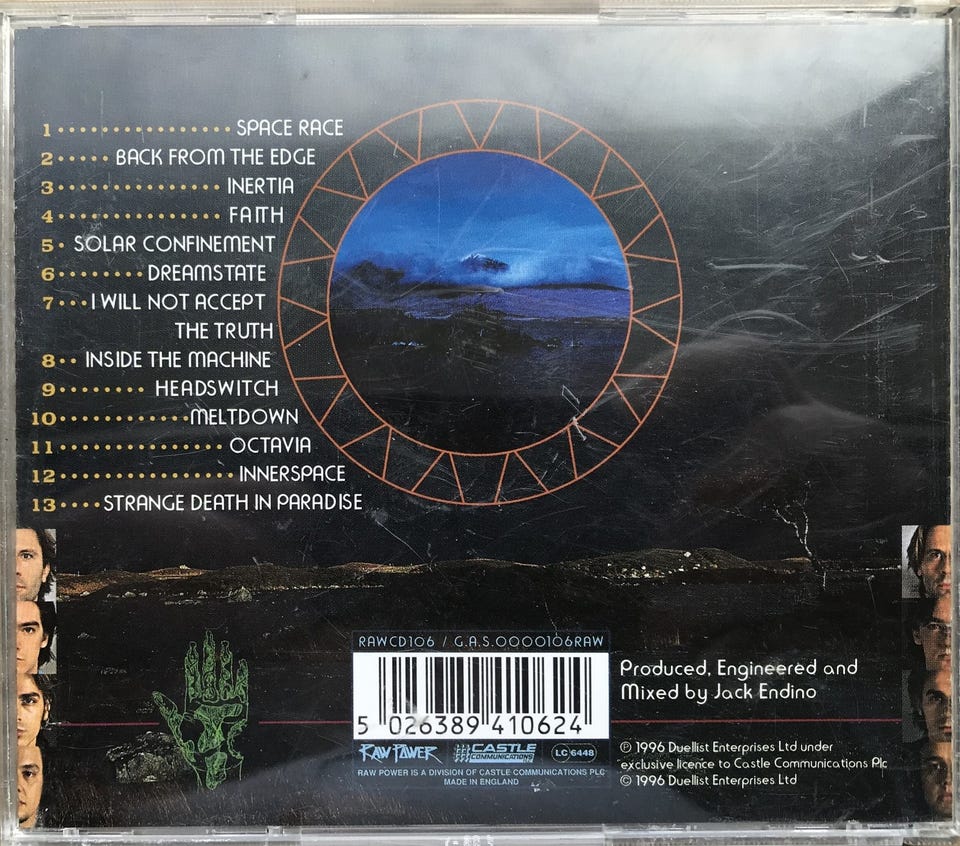 1 SPACE RACE
2 BACK FROM THE EDGE
3 INERTIA
4 FAITH
5 SOLAR CONFINEMENT
6 DREAMSTATE
7 I WILL NOT ACCEPT
THE TRUTH
8 INSIDE THE MACHINE
9 HEADSWITCH
10 MELTDOWN
11 OCTAVIA
12 INNERSPACE
13 STRANGE DEATH IN PARADISE
RAWCD106 / G.A.S.0000106RAW
5 026389 410624
RAW POWER
CASTLE
COMMUNICATIONS
LC 6448
RAW POWER IS A DIVISION OF CASTLE COMMUNICATIONS PLC
MADE IN ENGLAND
Produced, Engineered and
Mixed by Jack Endino
℗ 1996 Duellist Enterprises Ltd under
exclusive licence to Castle Communications Plc
© 1996 Duellist Enterprises Ltd